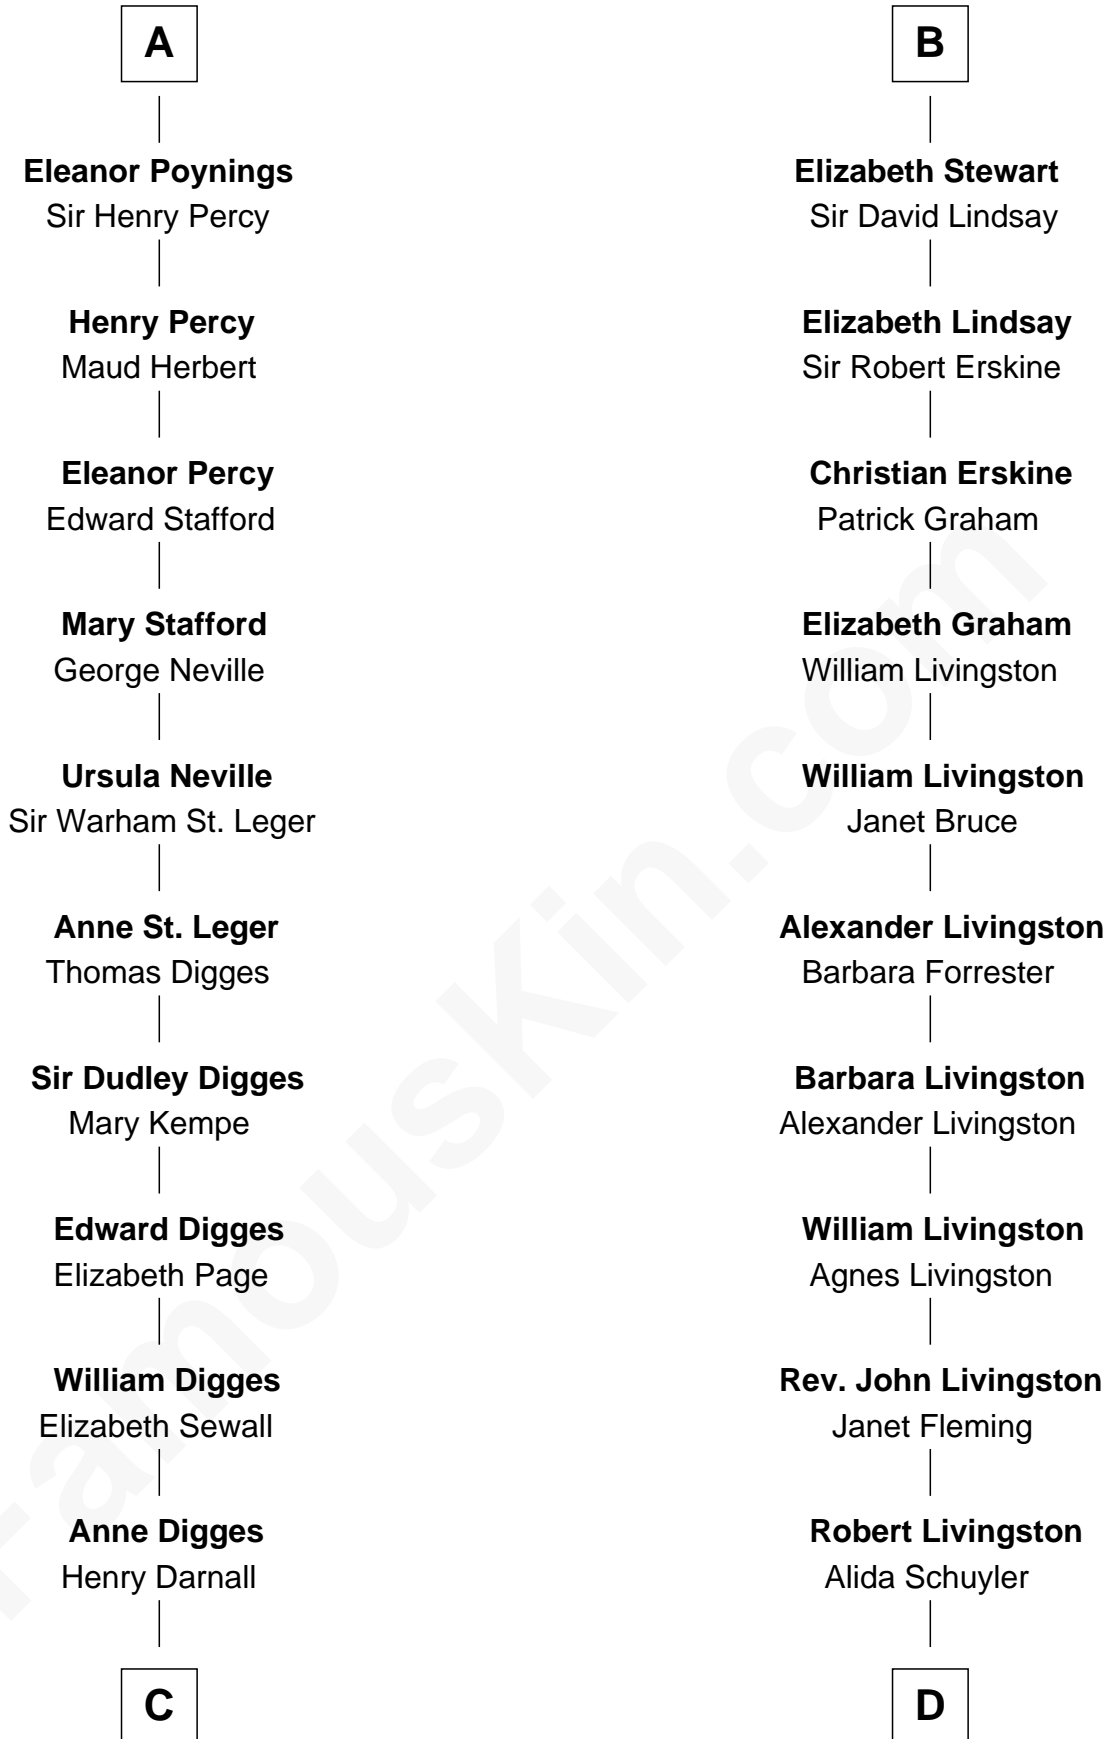 A
Eleanor Poynings
Sir Henry Percy
Henry Percy
Maud Herbert
Eleanor Percy
Edward Stafford
Mary Stafford
George Neville
Ursula Neville
Sir Warham St. Leger
Anne St. Leger
Thomas Digges
Sir Dudley Digges
Mary Kempe
Edward Digges
Elizabeth Page
William Digges
Elizabeth Sewall
Anne Digges
Henry Darnall
C
B
Elizabeth Stewart
Sir David Lindsay
Elizabeth Lindsay
Sir Robert Erskine
Christian Erskine
Patrick Graham
Elizabeth Graham
William Livingston
William Livingston
Janet Bruce
Alexander Livingston
Barbara Forrester
Barbara Livingston
Alexander Livingston
William Livingston
Agnes Livingston
Rev. John Livingston
Janet Fleming
Robert Livingston
Alida Schuyler
D
FamousKin.com